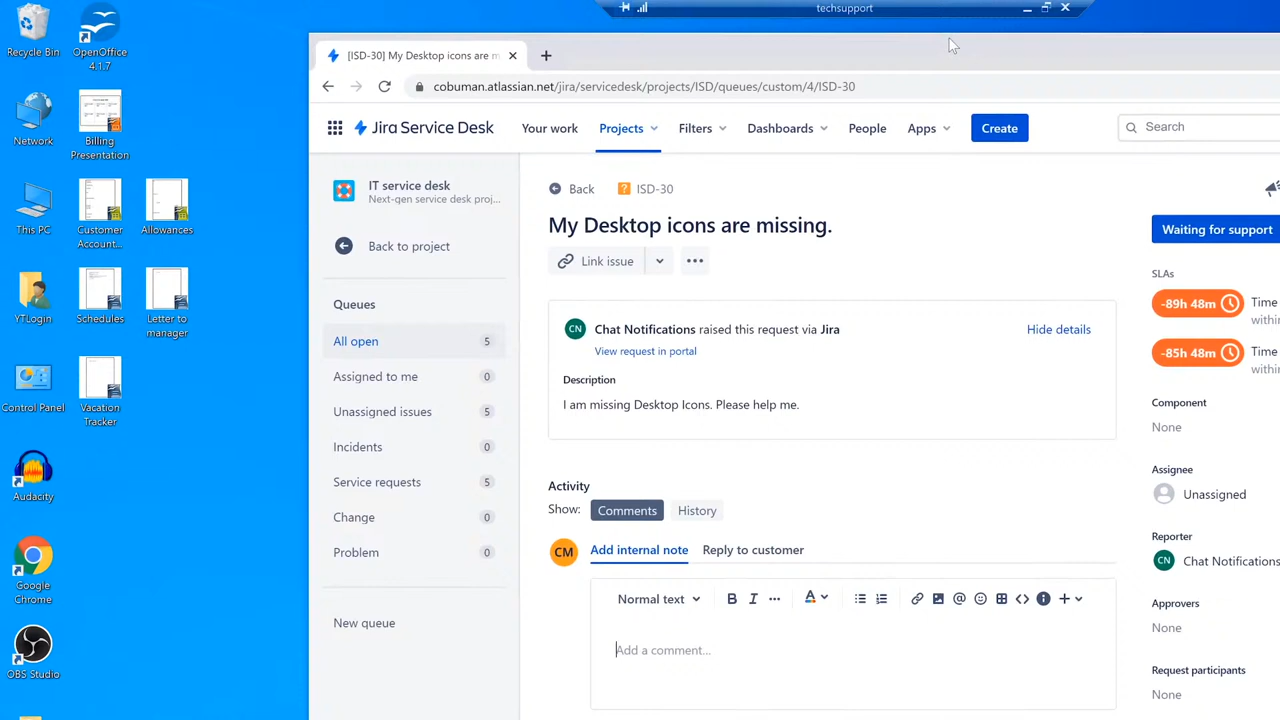 techsupport
Recycle Bin
OpenOffice
4.1.7
Network
Billing
Presentation
This PC
Customer
Account...
Allowances
YTLogin
Schedules
Letter to
manager
Control Panel
Vacation
Tracker
Audacity
Google
Chrome
OBS Studio
[ISD-30] My Desktop icons are m
cobuman.atlassian.net/jira/servicedesk/projects/ISD/queues/custom/4/ISD-30
Jira Service Desk
Your work
Projects
Filters
Dashboards
People
Apps
Create
Search
IT service desk
Next-gen service desk proj...
Back to project
Queues
All open 5
Assigned to me 0
Unassigned issues 5
Incidents 0
Service requests 5
Change 0
Problem 0
New queue
Back
ISD-30
My Desktop icons are missing.
Link issue
CN
Chat Notifications raised this request via Jira
Hide details
View request in portal
Description
I am missing Desktop Icons. Please help me.
Activity
Show:
Comments
History
CM
Add internal note
Reply to customer
Normal text
B I A
Add a comment...
Waiting for support
SLAs
-89h 48m
Time
within
-85h 48m
Time
within
Component
None
Assignee
Unassigned
Reporter
CN
Chat Notifications
Approvers
None
Request participants
None